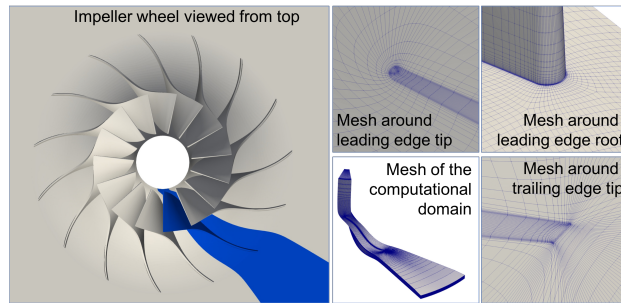 Impeller wheel viewed from top
Mesh around
leading edge tip
Mesh around
leading edge root
Mesh of the
computational
domain
Mesh around
trailing edge tip